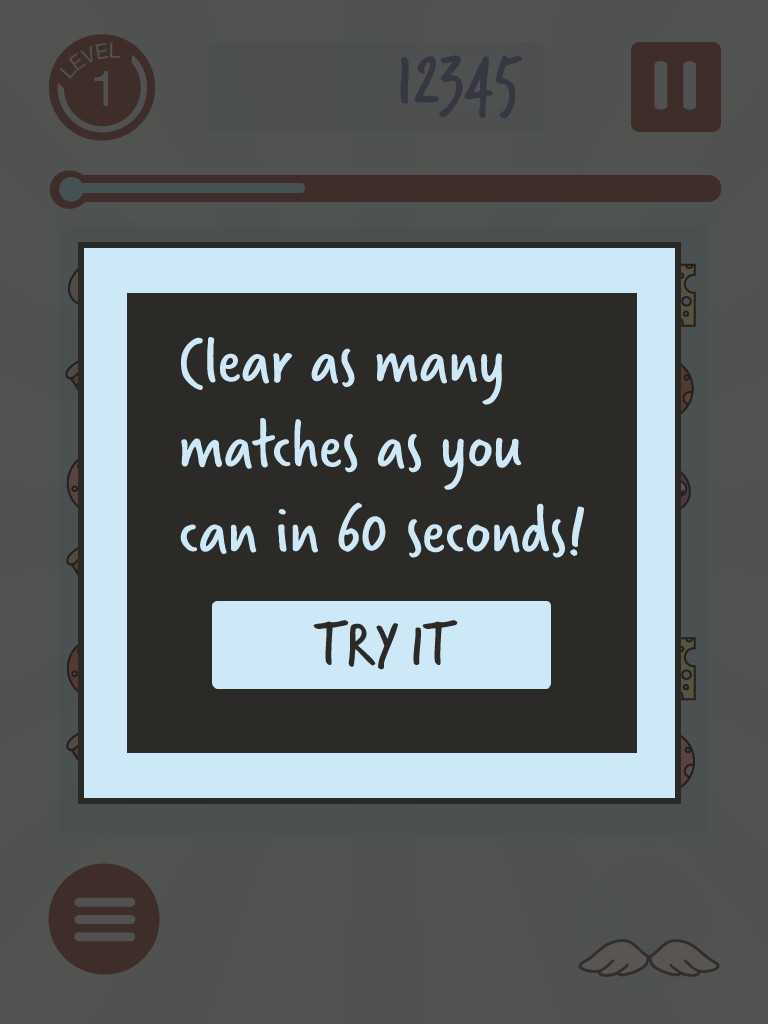 LEVEL
1
12345
Clear as many
matches as you
can in 60 seconds!
TRY IT